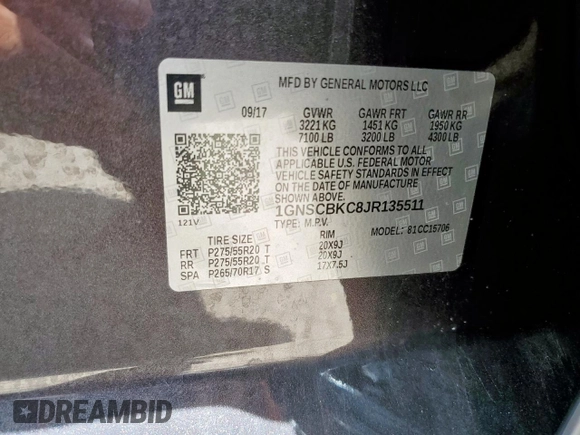 GM
MFD BY GENERAL MOTORS LLC
09/17 GVWR GAWR FRT GAWR RR
3221 KG 1451 KG 1950 KG
7100 LB 3200 LB 4300 LB
THIS VEHICLE CONFORMS TO ALL
APPLICABLE U.S. FEDERAL MOTOR
VEHICLE SAFETY STANDARDS IN EFFECT
ON THE DATE OF MANUFACTURE
SHOWN ABOVE.
1GNSCBKC8JR135511
121V TYPE: M.P.V. 81CC15706
TIRE SIZE RIM
FRT P275/55R20 T 20X9J
RR P275/55R20 T 20X9J
SPA P265/70R17 S 17X7.5J
DREAMBID